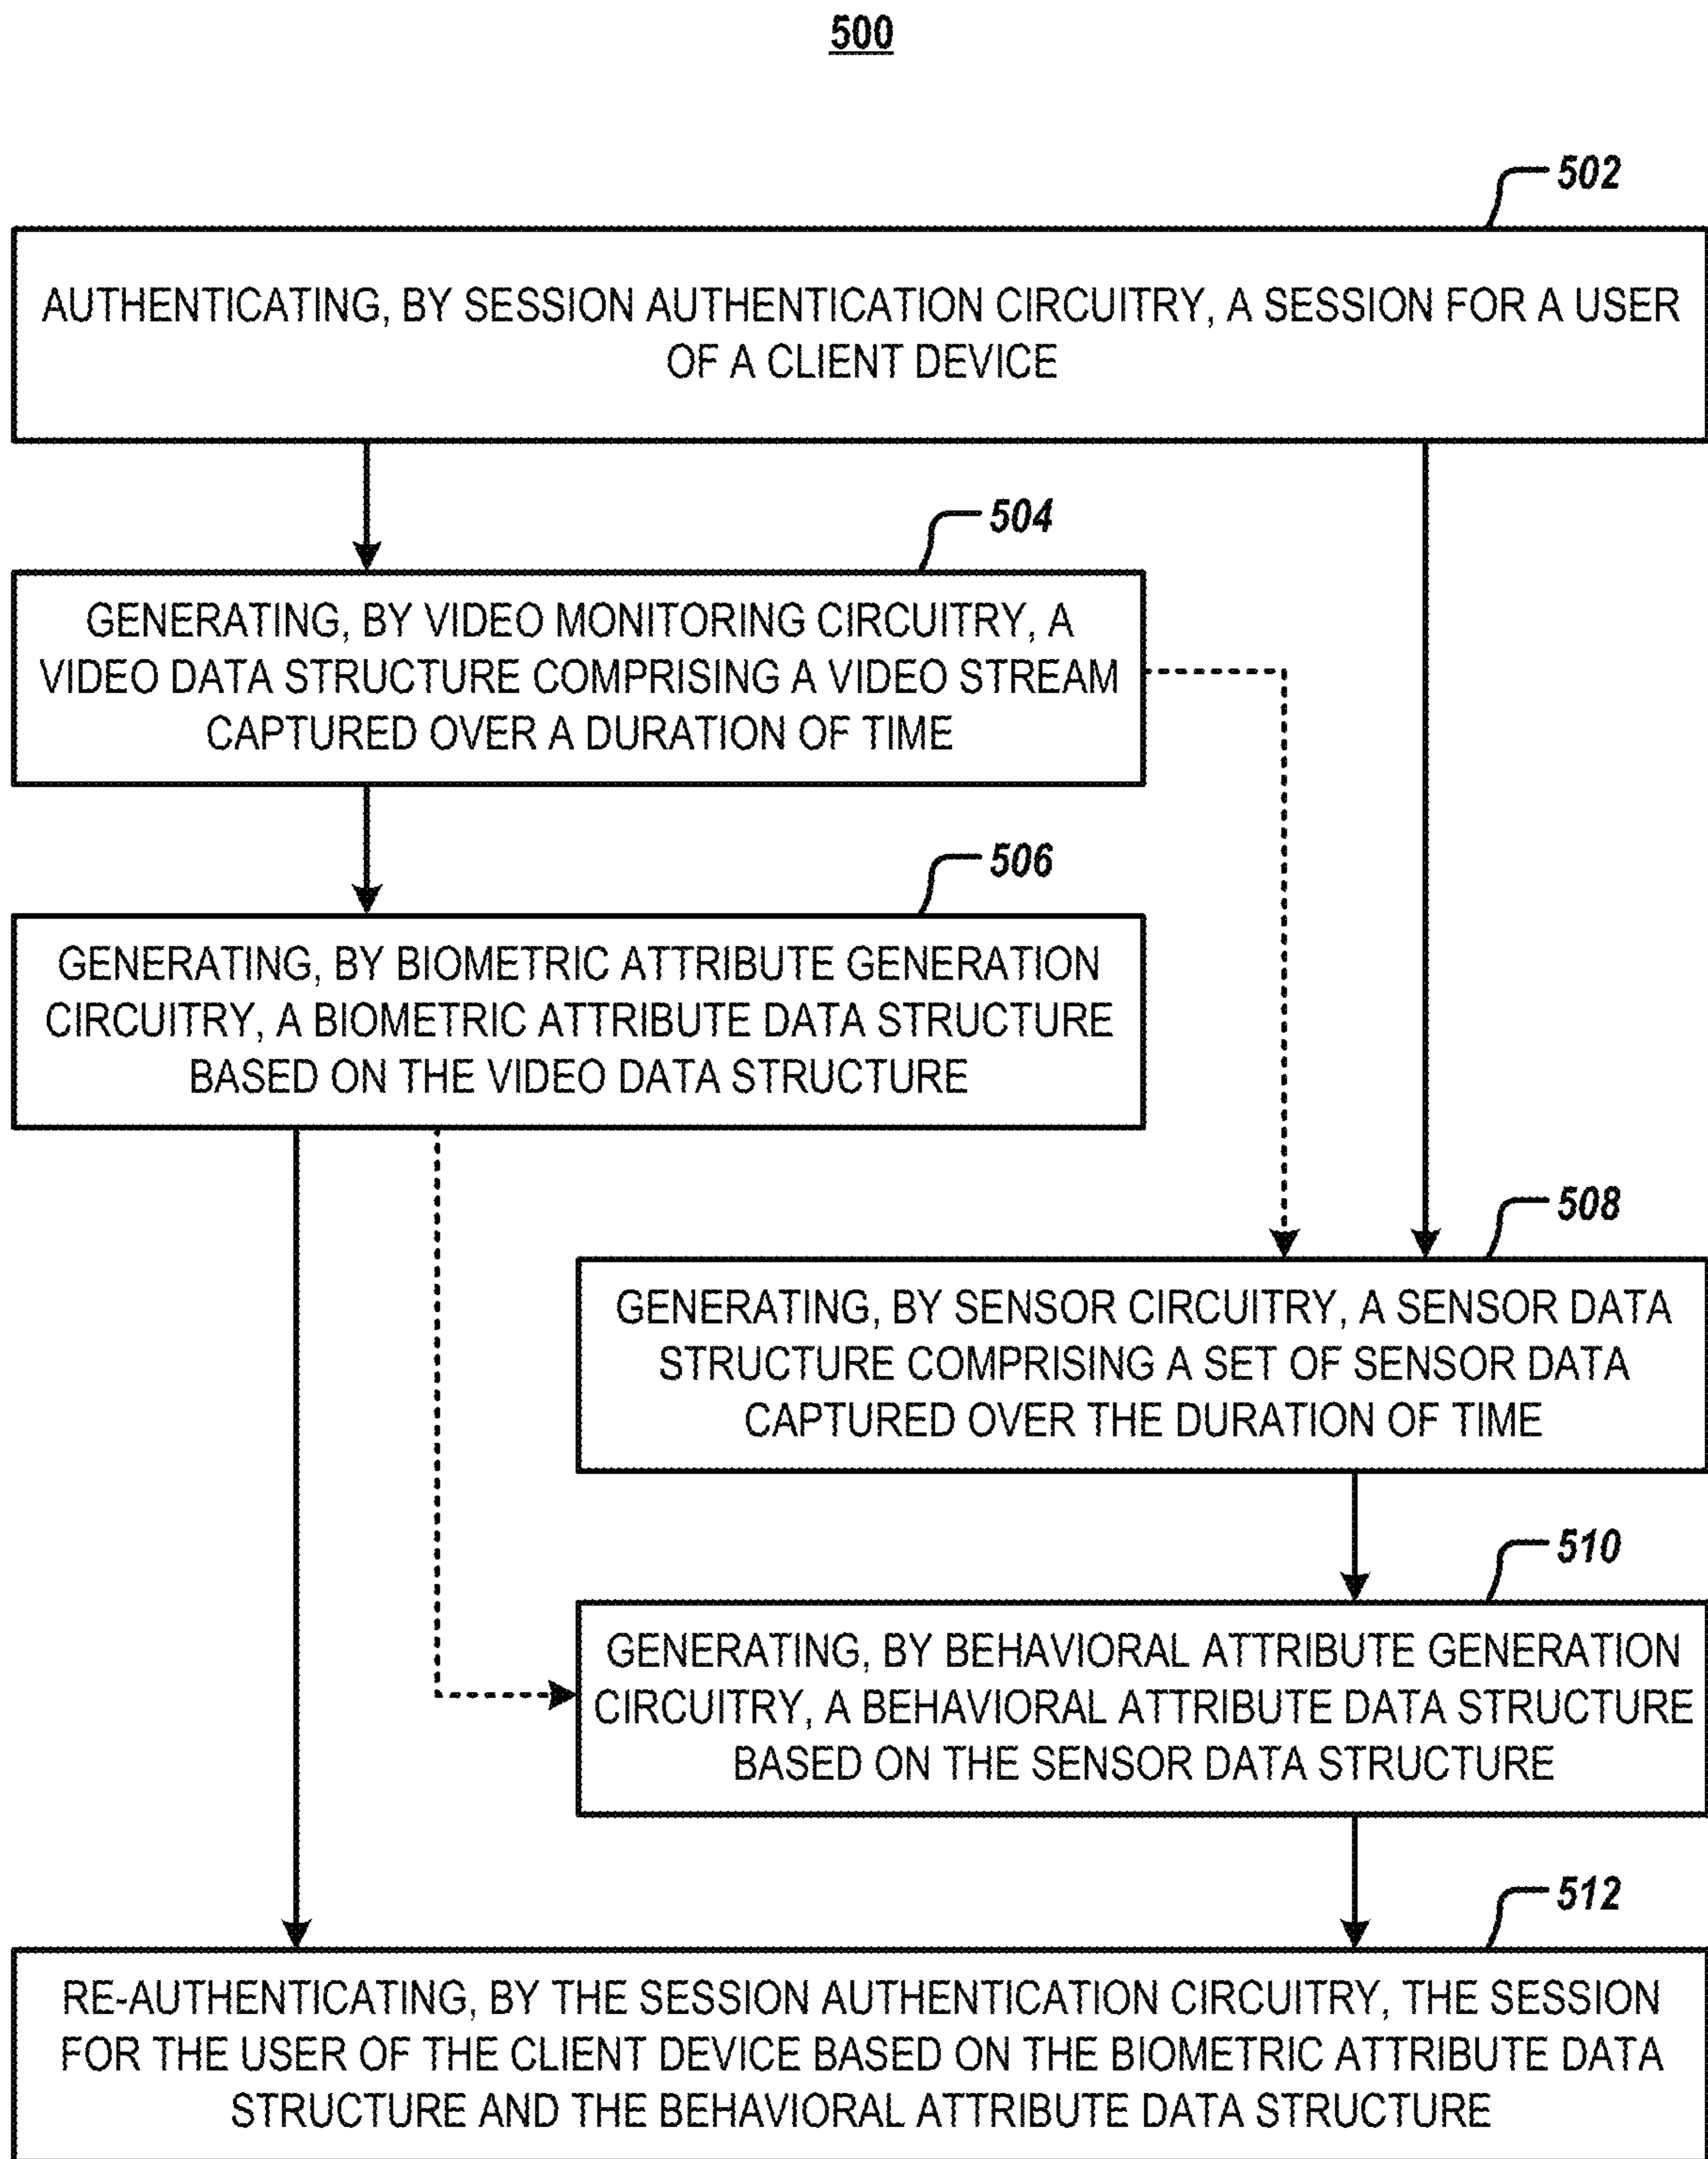 500
502
AUTHENTICATING, BY SESSION AUTHENTICATION CIRCUITRY, A SESSION FOR A USER
OF A CLIENT DEVICE
504
GENERATING, BY VIDEO MONITORING CIRCUITRY, A
VIDEO DATA STRUCTURE COMPRISING A VIDEO STREAM
CAPTURED OVER A DURATION OF TIME
506
GENERATING, BY BIOMETRIC ATTRIBUTE GENERATION
CIRCUITRY, A BIOMETRIC ATTRIBUTE DATA STRUCTURE
BASED ON THE VIDEO DATA STRUCTURE
508
GENERATING, BY SENSOR CIRCUITRY, A SENSOR DATA
STRUCTURE COMPRISING A SET OF SENSOR DATA
CAPTURED OVER THE DURATION OF TIME
510
GENERATING, BY BEHAVIORAL ATTRIBUTE GENERATION
CIRCUITRY, A BEHAVIORAL ATTRIBUTE DATA STRUCTURE
BASED ON THE SENSOR DATA STRUCTURE
512
RE-AUTHENTICATING, BY THE SESSION AUTHENTICATION CIRCUITRY, THE SESSION
FOR THE USER OF THE CLIENT DEVICE BASED ON THE BIOMETRIC ATTRIBUTE DATA
STRUCTURE AND THE BEHAVIORAL ATTRIBUTE DATA STRUCTURE